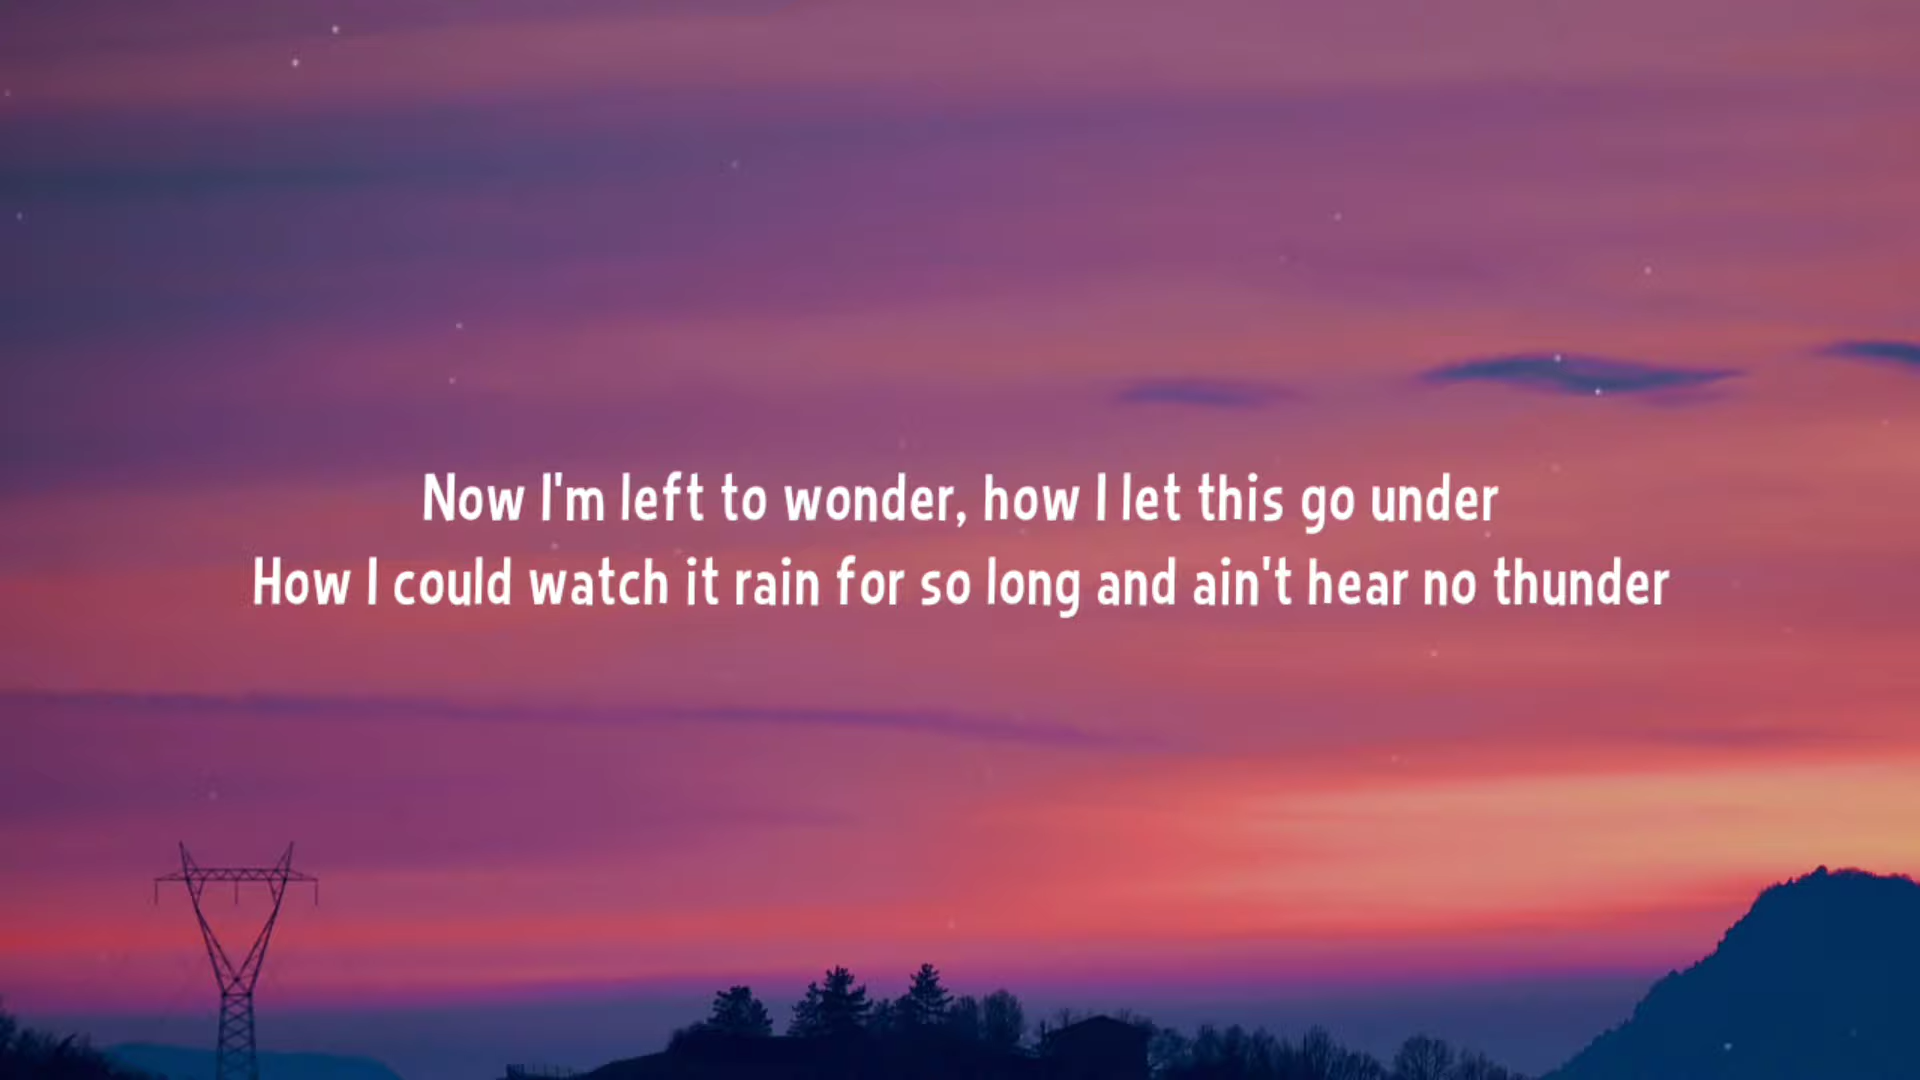 Now I'm left to wonder, how I let this go under
How I could watch it rain for so long and ain't hear no thunder